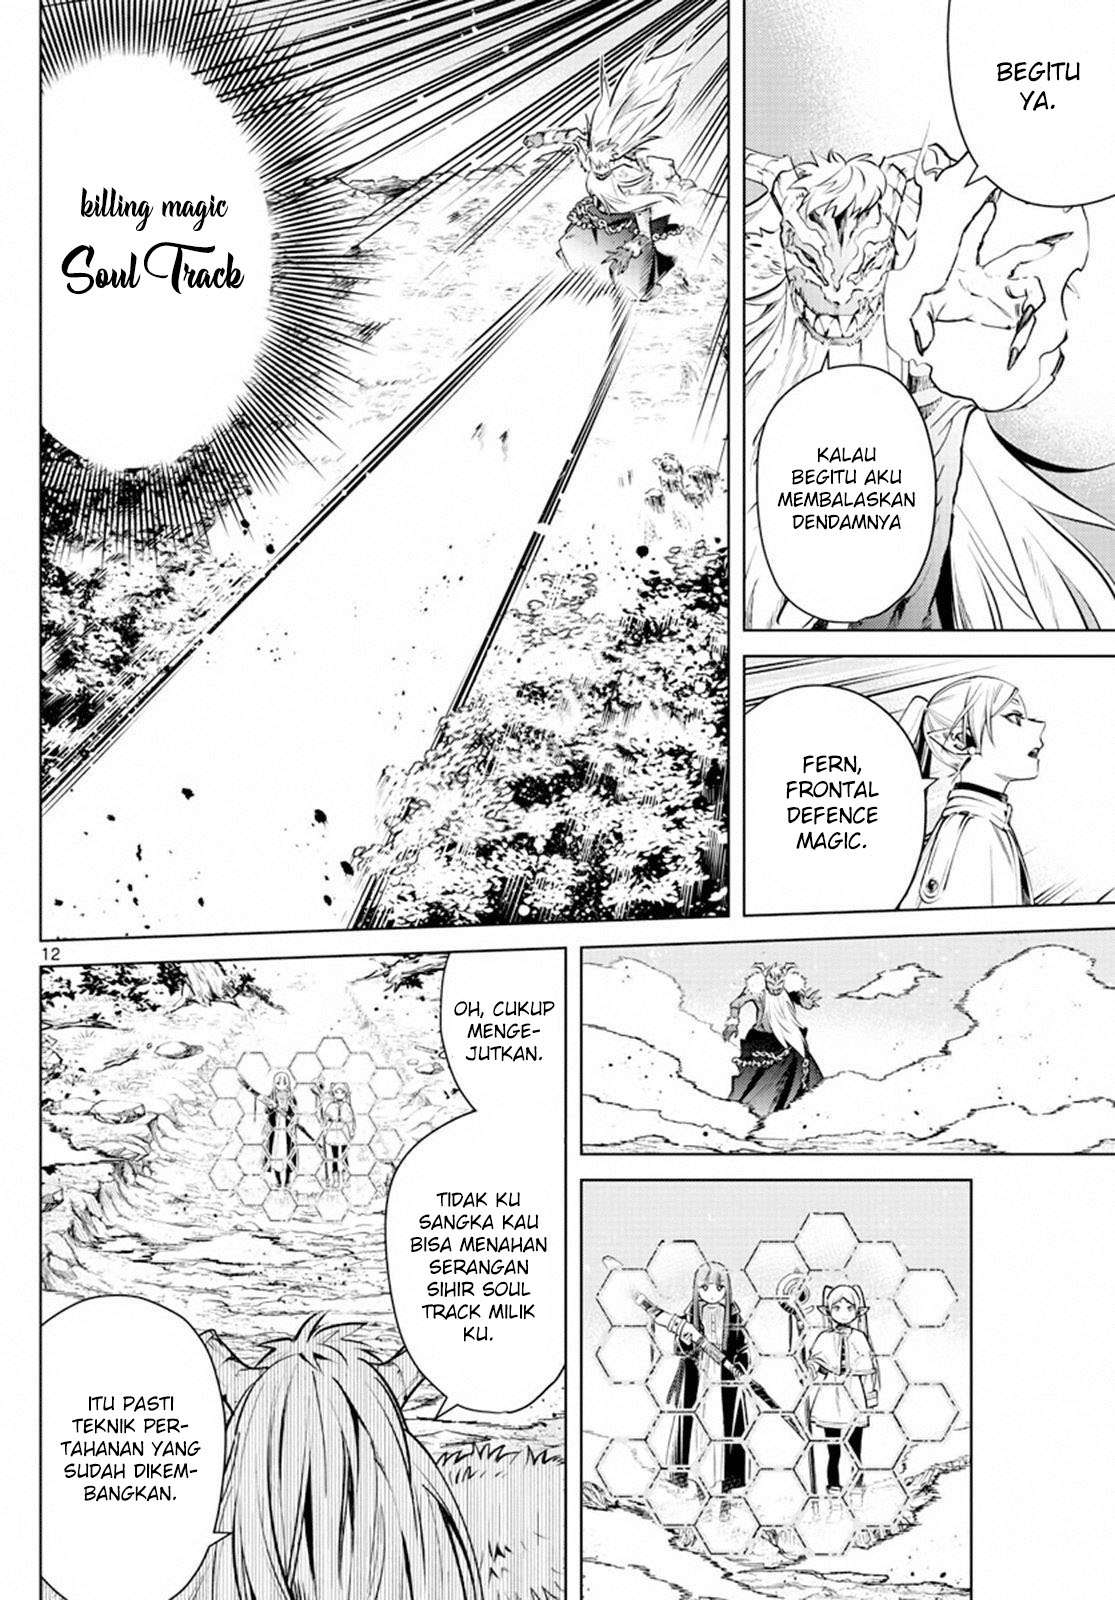 BEGITU
YA.
KALAU
BEGITU AKU
MEMBALASKAN
DENDAMNYA
killing magic
Soul Track
FERN,
FRONTAL
DEFENCE
MAGIC.
12
OH, CUKUP
MENGE-
JUTKAN.
TIDAK KU
SANGKA KAU
BISA MENAHAN
SERANGAN
SIHIR SOUL
TRACK MILIK
KU.
ITU PASTI
TEKNIK PER-
TAHANAN YANG
SUDAH DIKEM-
BANGKAN.